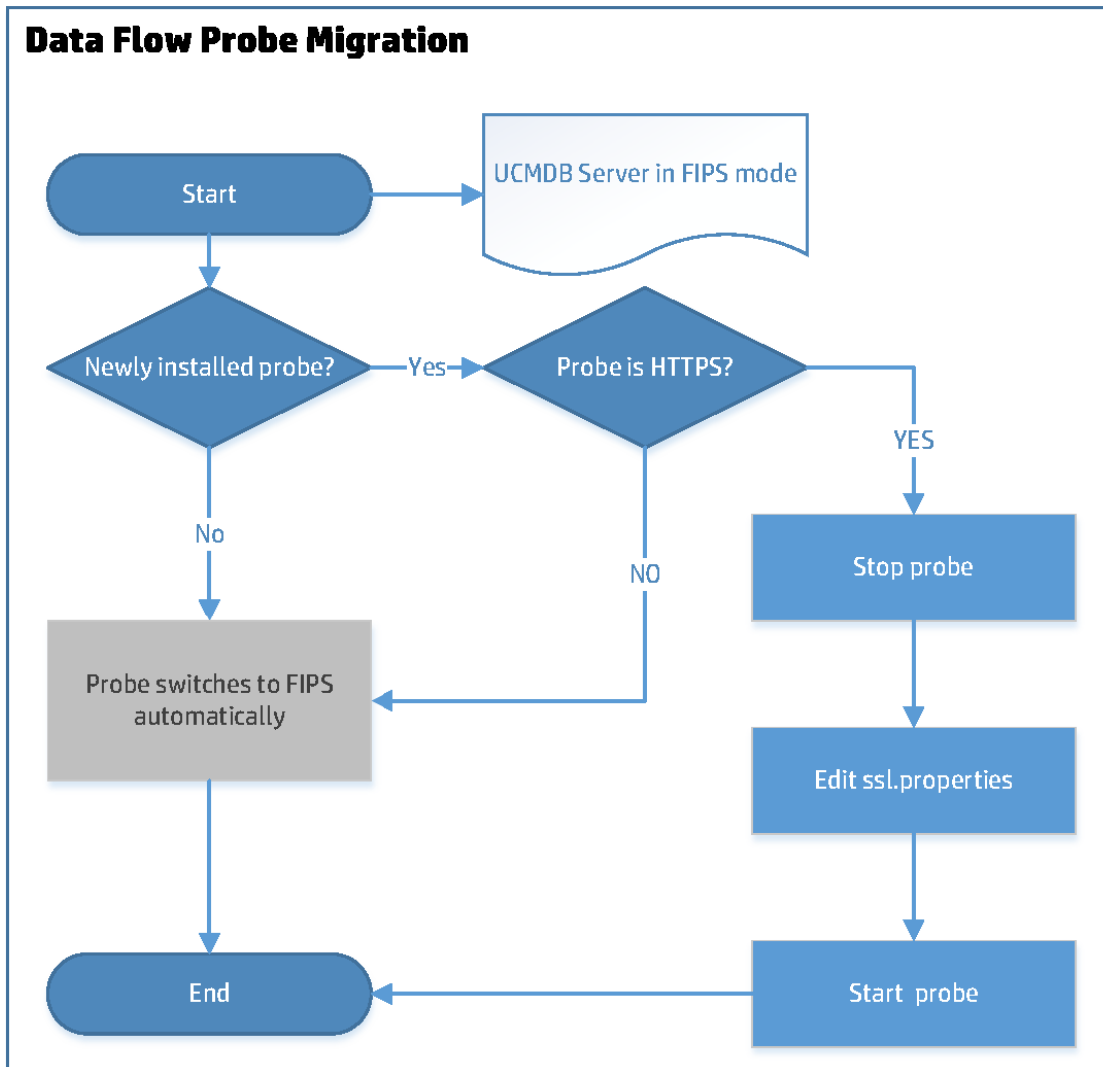 Data Flow Probe Migration
Start
UCMDB Server in FIPS mode
Newly installed probe?
Yes
Probe is HTTPS?
YES
No
NO
Stop probe
Probe switches to FIPS
automatically
Edit ssl.properties
End
Start probe